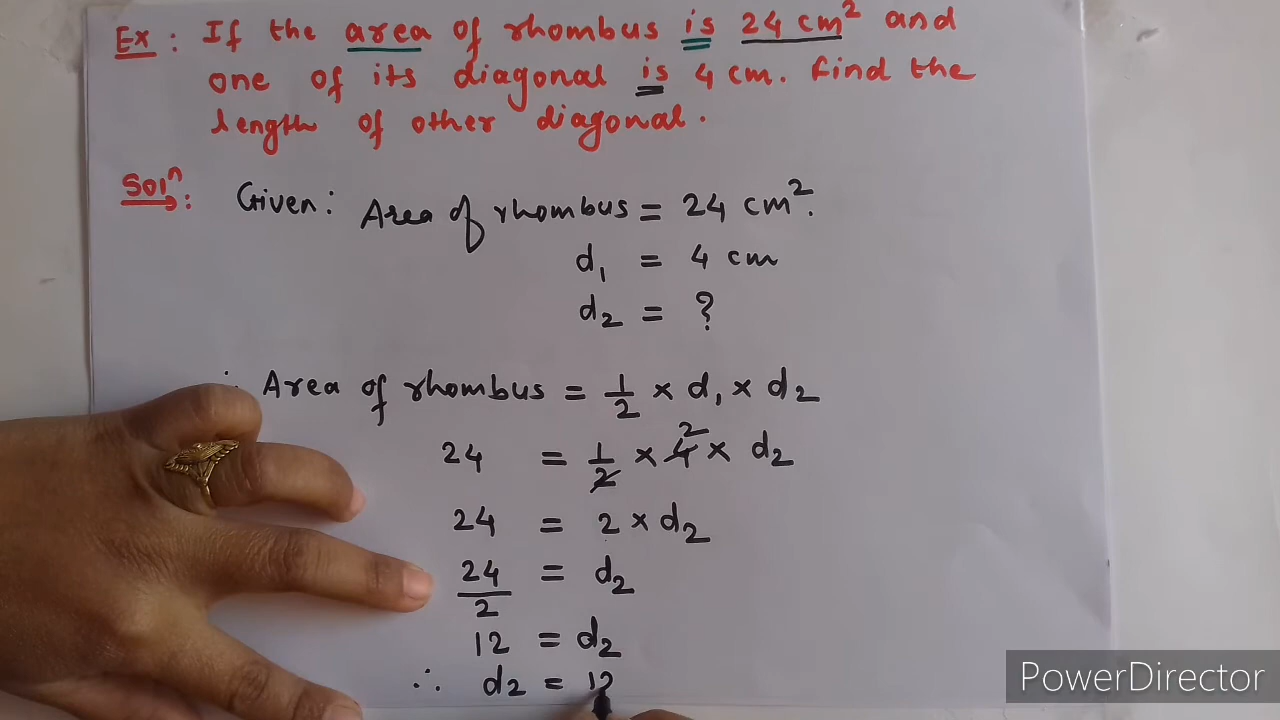 Ex : If the area of rhombus is 24 cm² and
one of its diagonal is 4 cm. Find the
length of other diagonal.
Solⁿ:
Given: Area of rhombus = 24 cm².
d₁ = 4 cm
d₂ = ?
∴ Area of rhombus = 1/2 × d₁ × d₂
24 = 1/2 × 4² × d₂
24 = 2 × d₂
24/2 = d₂
12 = d₂
∴ d₂ = 12
PowerDirector